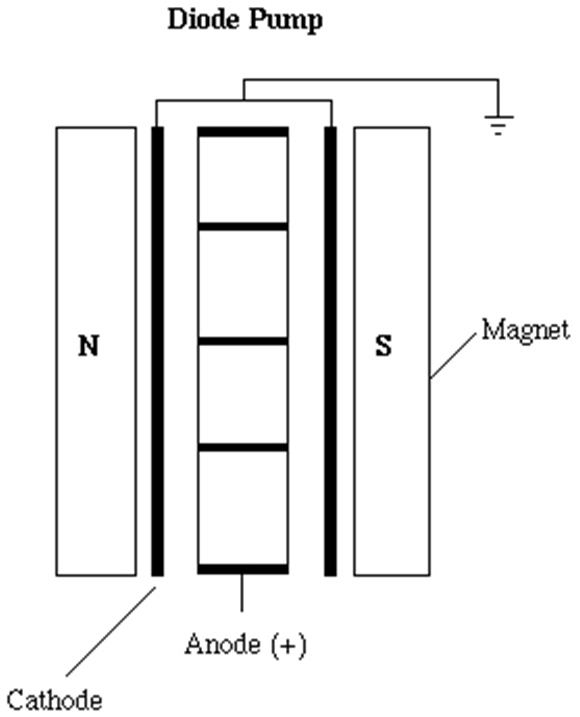 Diode Pump
N
S
Magnet
Anode (+)
Cathode